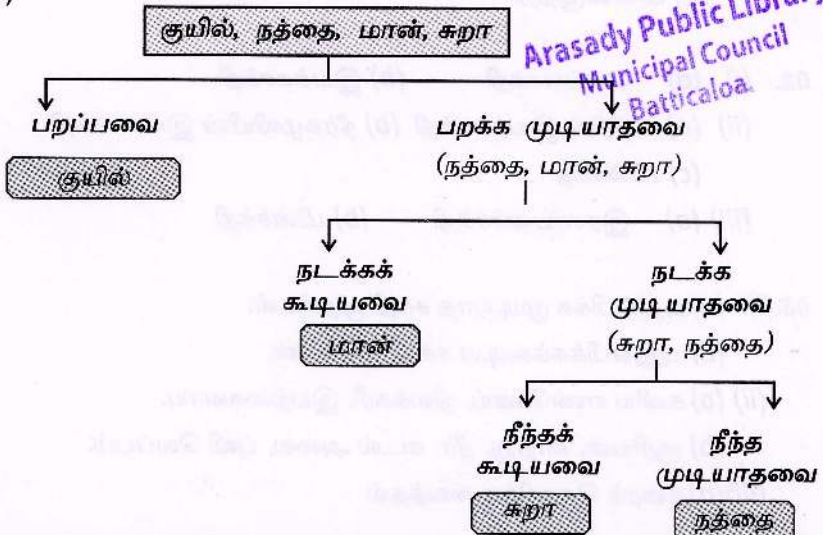 குயில், நத்தை, மான், சுறா
Arasady Public Library
Municipal Council
Batticaloa.
பறப்பவை
பறக்க முடியாதவை
குயில்
(நத்தை, மான், சுறா)
நடக்கக்
கூடியவை
நடக்க
முடியாதவை
மான்
(சுறா, நத்தை)
நீந்தக்
கூடியவை
நீந்த
முடியாதவை
சுறா
நத்தை